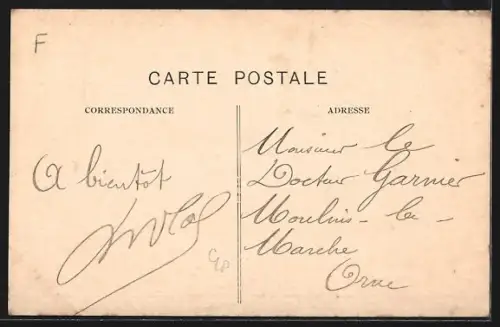 F
CARTE POSTALE
CORRESPONDANCE
A bientôt
ADRESSE
Monsieur le
Docteur Garnier
Moulins-la-
Marche
Orne